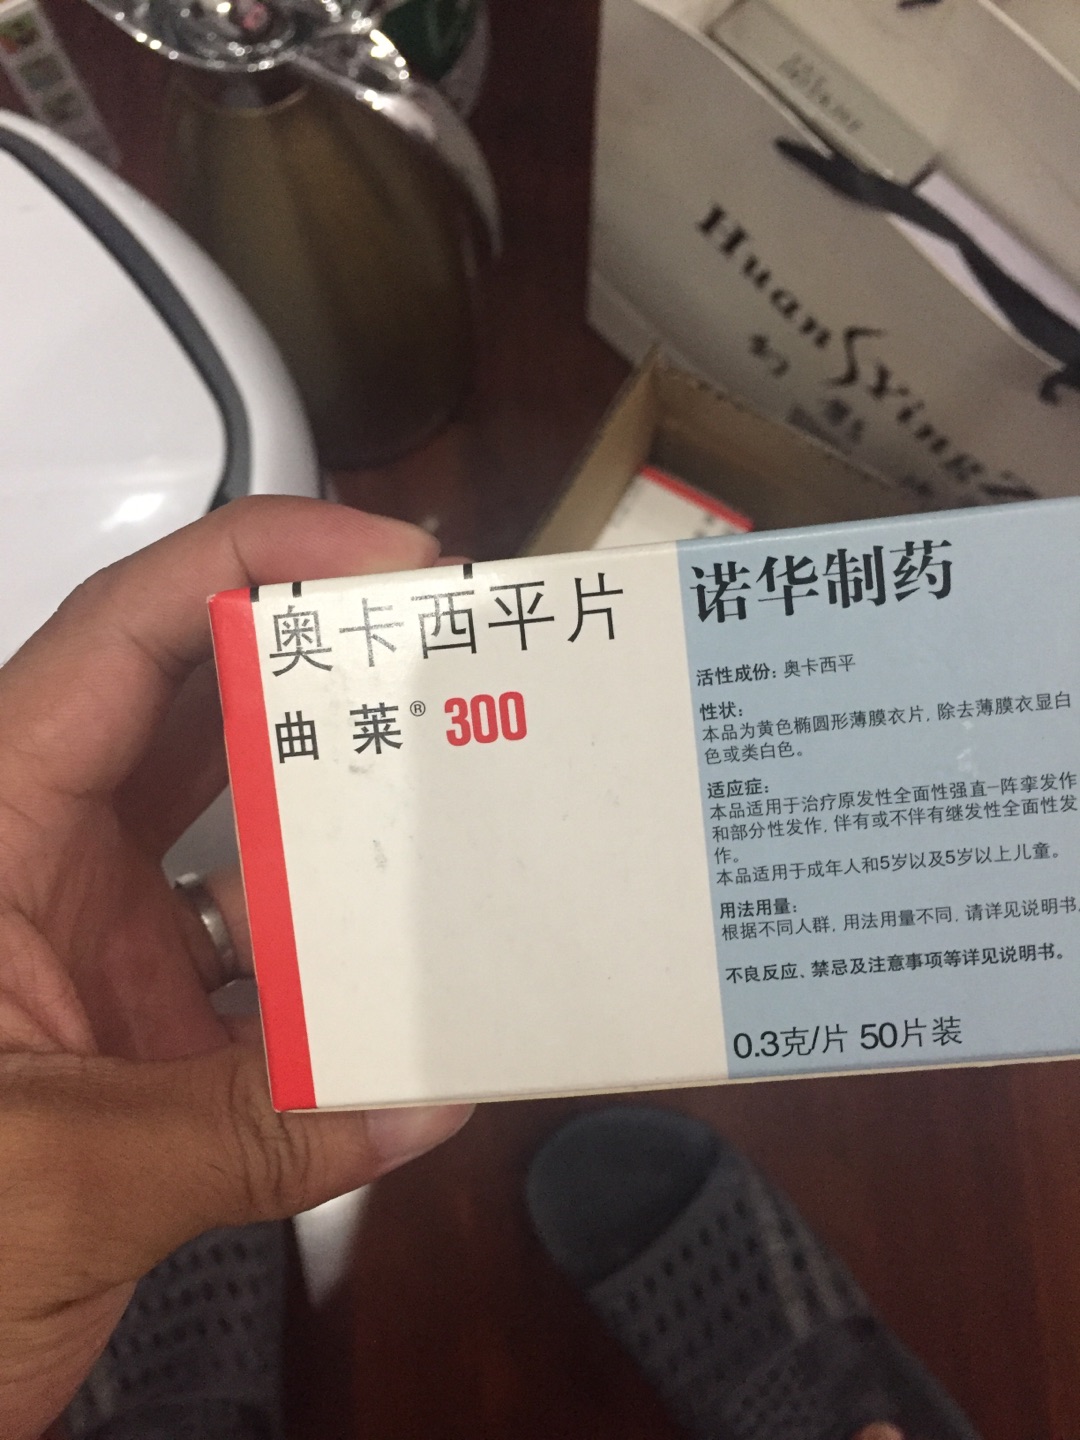 HuanSying
奥卡西平片
曲莱® 300
诺华制药
活性成份: 奥卡西平
性状:
本品为黄色椭圆形薄膜衣片, 除去薄膜衣显白
色或类白色。
适应症:
本品适用于治疗原发性全面性强直-阵挛发作
和部分性发作, 伴有或不伴有继发性全面性发
作。
本品适用于成年人和5岁以及5岁以上儿童。
用法用量:
根据不同人群, 用法用量不同, 请详见说明书。
不良反应、禁忌及注意事项等详见说明书。
0.3克/片 50片装